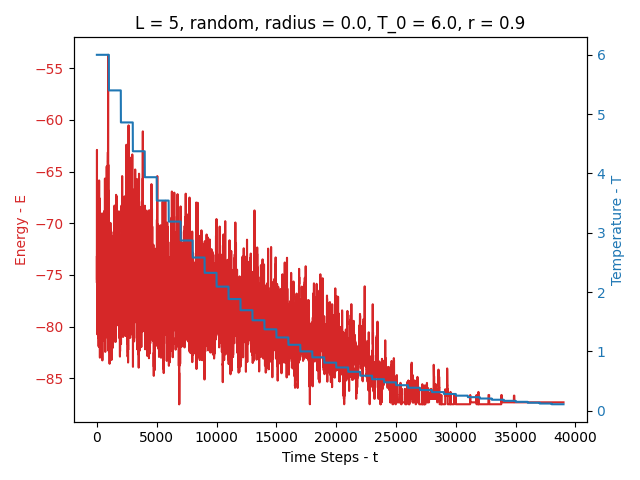 L = 5, random, radius = 0.0, T_0 = 6.0, r = 0.9
−55
−60
−65
−70
−75
−80
−85
Energy - E
6
5
4
3
2
1
0
Temperature - T
0 5000 10000 15000 20000 25000 30000 35000 40000
Time Steps - t